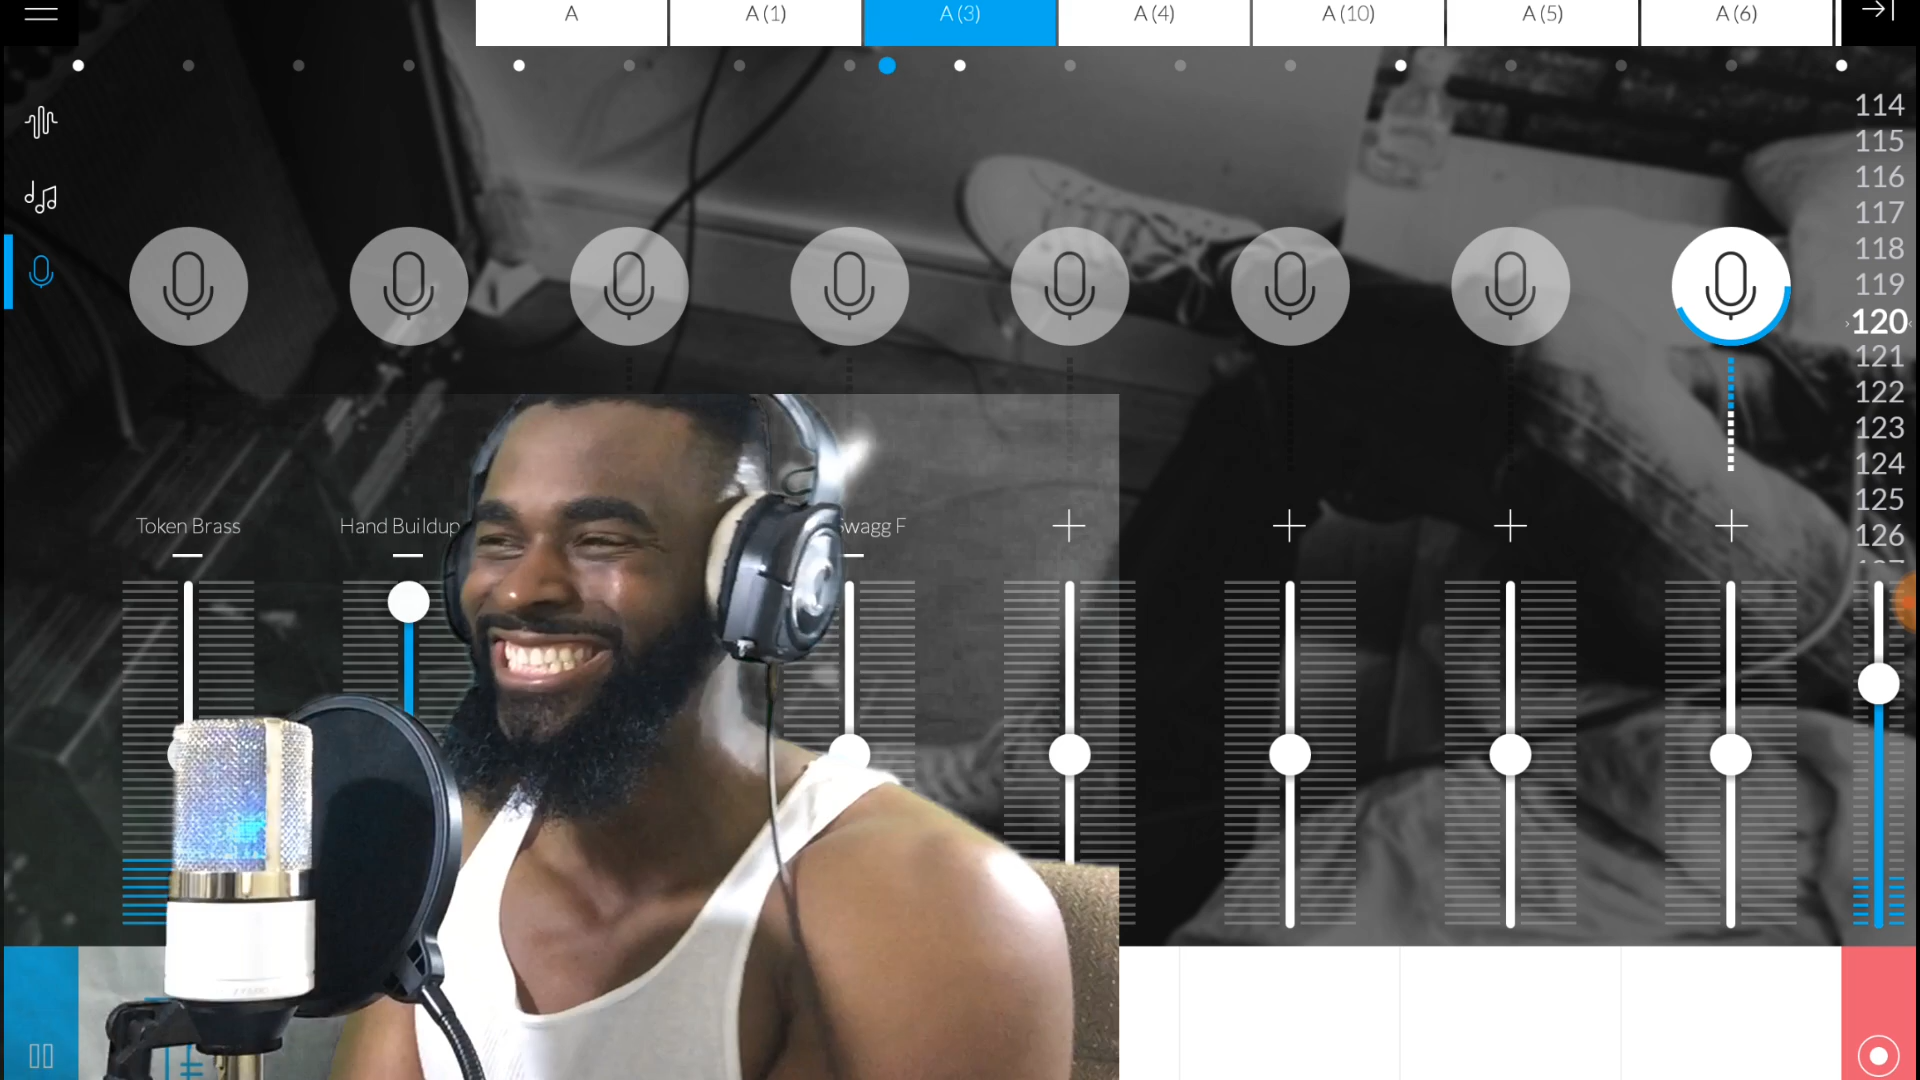 A
A (1)
A (3)
A (4)
A (10)
A (5)
A (6)
114
115
116
117
118
119
120
121
122
123
124
125
126
Token Brass
Hand Buildup
Swagg F